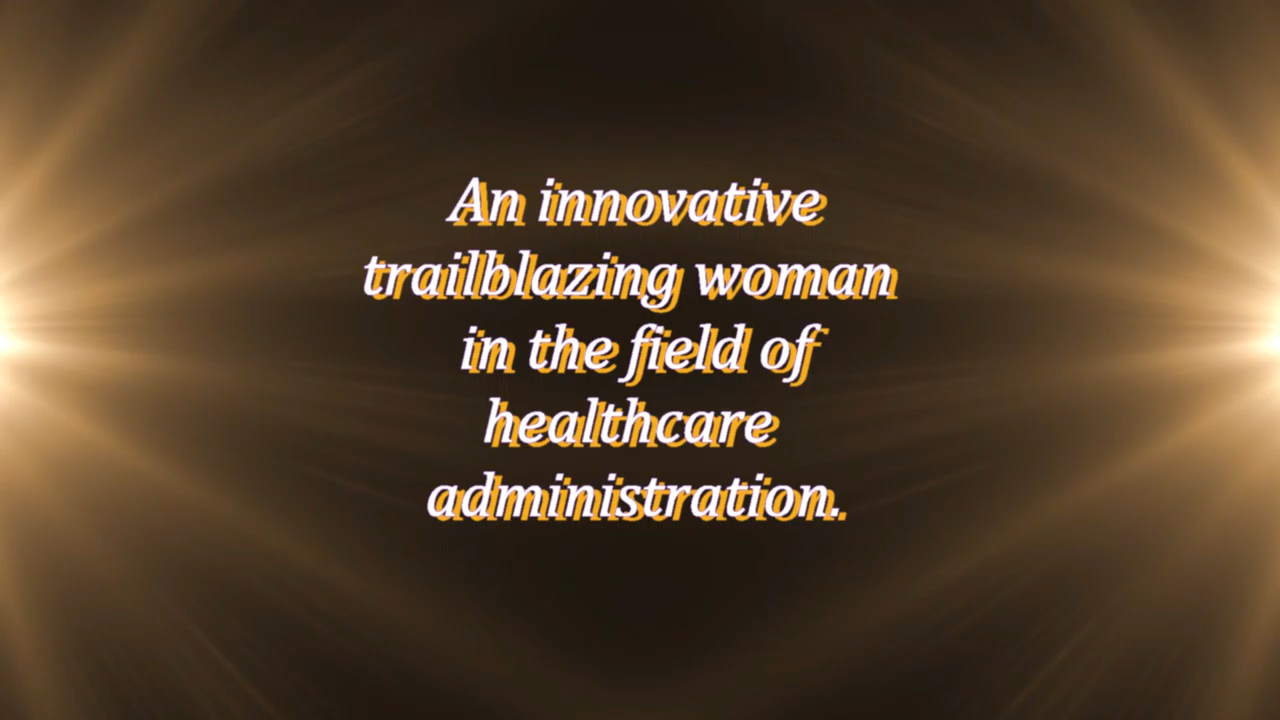 An innovative
trailblazing woman
in the field of
healthcare
administration.